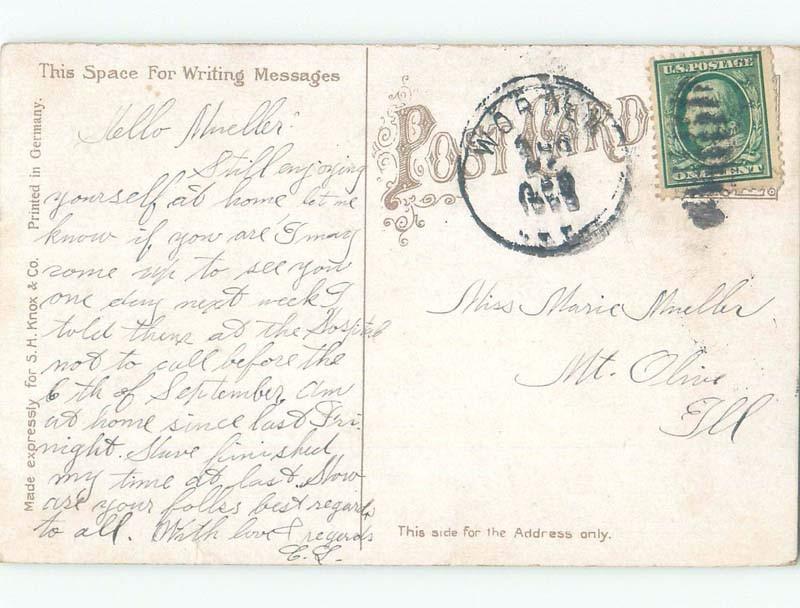 This Space For Writing Messages
Hello Mueller.
Still enjoying
yourself at home let me
know if you are I may
come up to see you
one day next week I
told them at the Hospital
not to call before the
6th of September. Am
at home since last Fri.
night. Have finished
my time at last. How
are your folks best regards
to all. With love & regards
E. L.
Made expressly for S.H. Knox & Co. Printed in Germany.
POST CARD
WORDEN
U.S. POSTAGE
ONE CENT
Miss Marie Mueller
Mt. Olive
Ill
This side for the Address only.